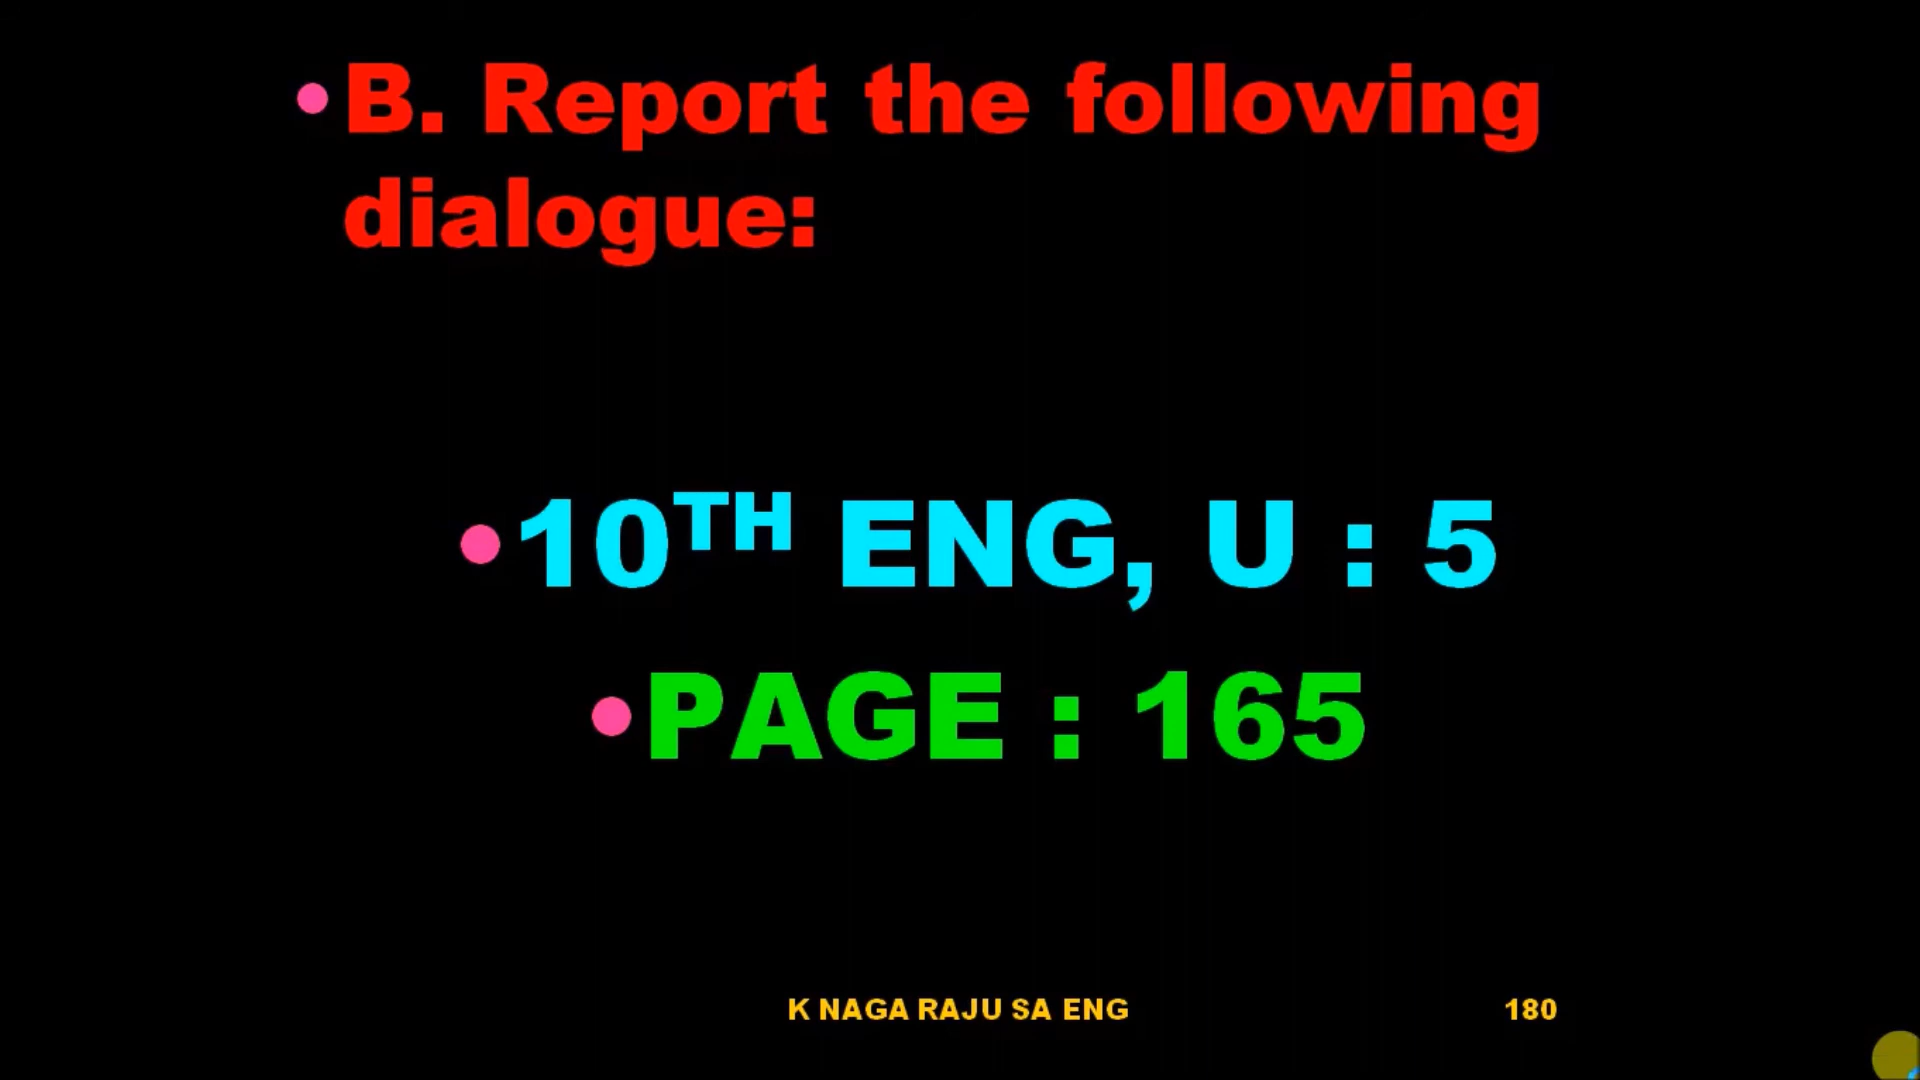 • B. Report the following
dialogue:
• 10TH ENG, U : 5
• PAGE : 165
K NAGA RAJU SA ENG
180